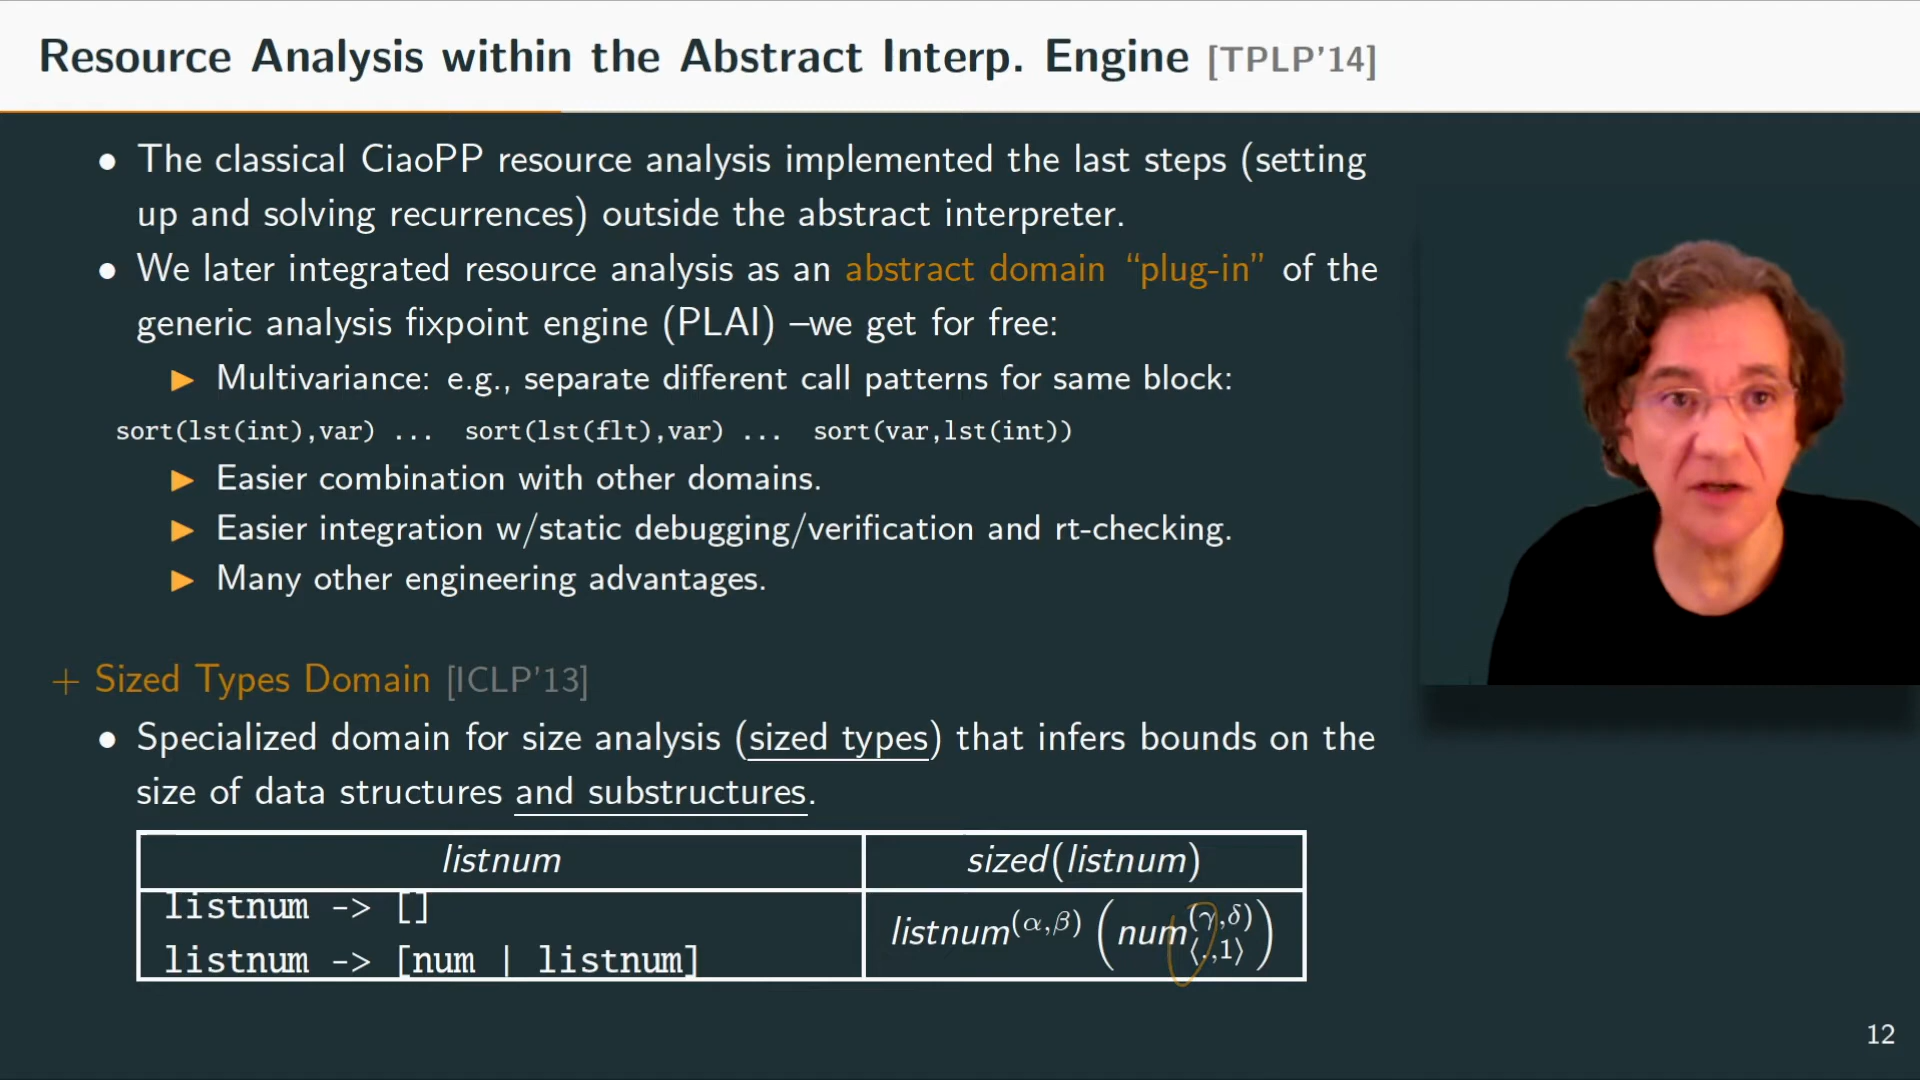 Resource Analysis within the Abstract Interp. Engine [TPLP’14]
• The classical CiaoPP resource analysis implemented the last steps (setting
up and solving recurrences) outside the abstract interpreter.
• We later integrated resource analysis as an abstract domain “plug-in” of the
generic analysis fixpoint engine (PLAI) –we get for free:
▶ Multivariance: e.g., separate different call patterns for same block:
sort(lst(int),var) ... sort(lst(flt),var) ... sort(var,lst(int))
▶ Easier combination with other domains.
▶ Easier integration w/static debugging/verification and rt-checking.
▶ Many other engineering advantages.
+ Sized Types Domain [ICLP’13]
• Specialized domain for size analysis (sized types) that infers bounds on the
size of data structures and substructures.
listnum sized(listnum)
listnum -> []
listnum -> [num | listnum]
listnum^(α,β) (num^(γ,δ)_⟨.,1⟩)
12